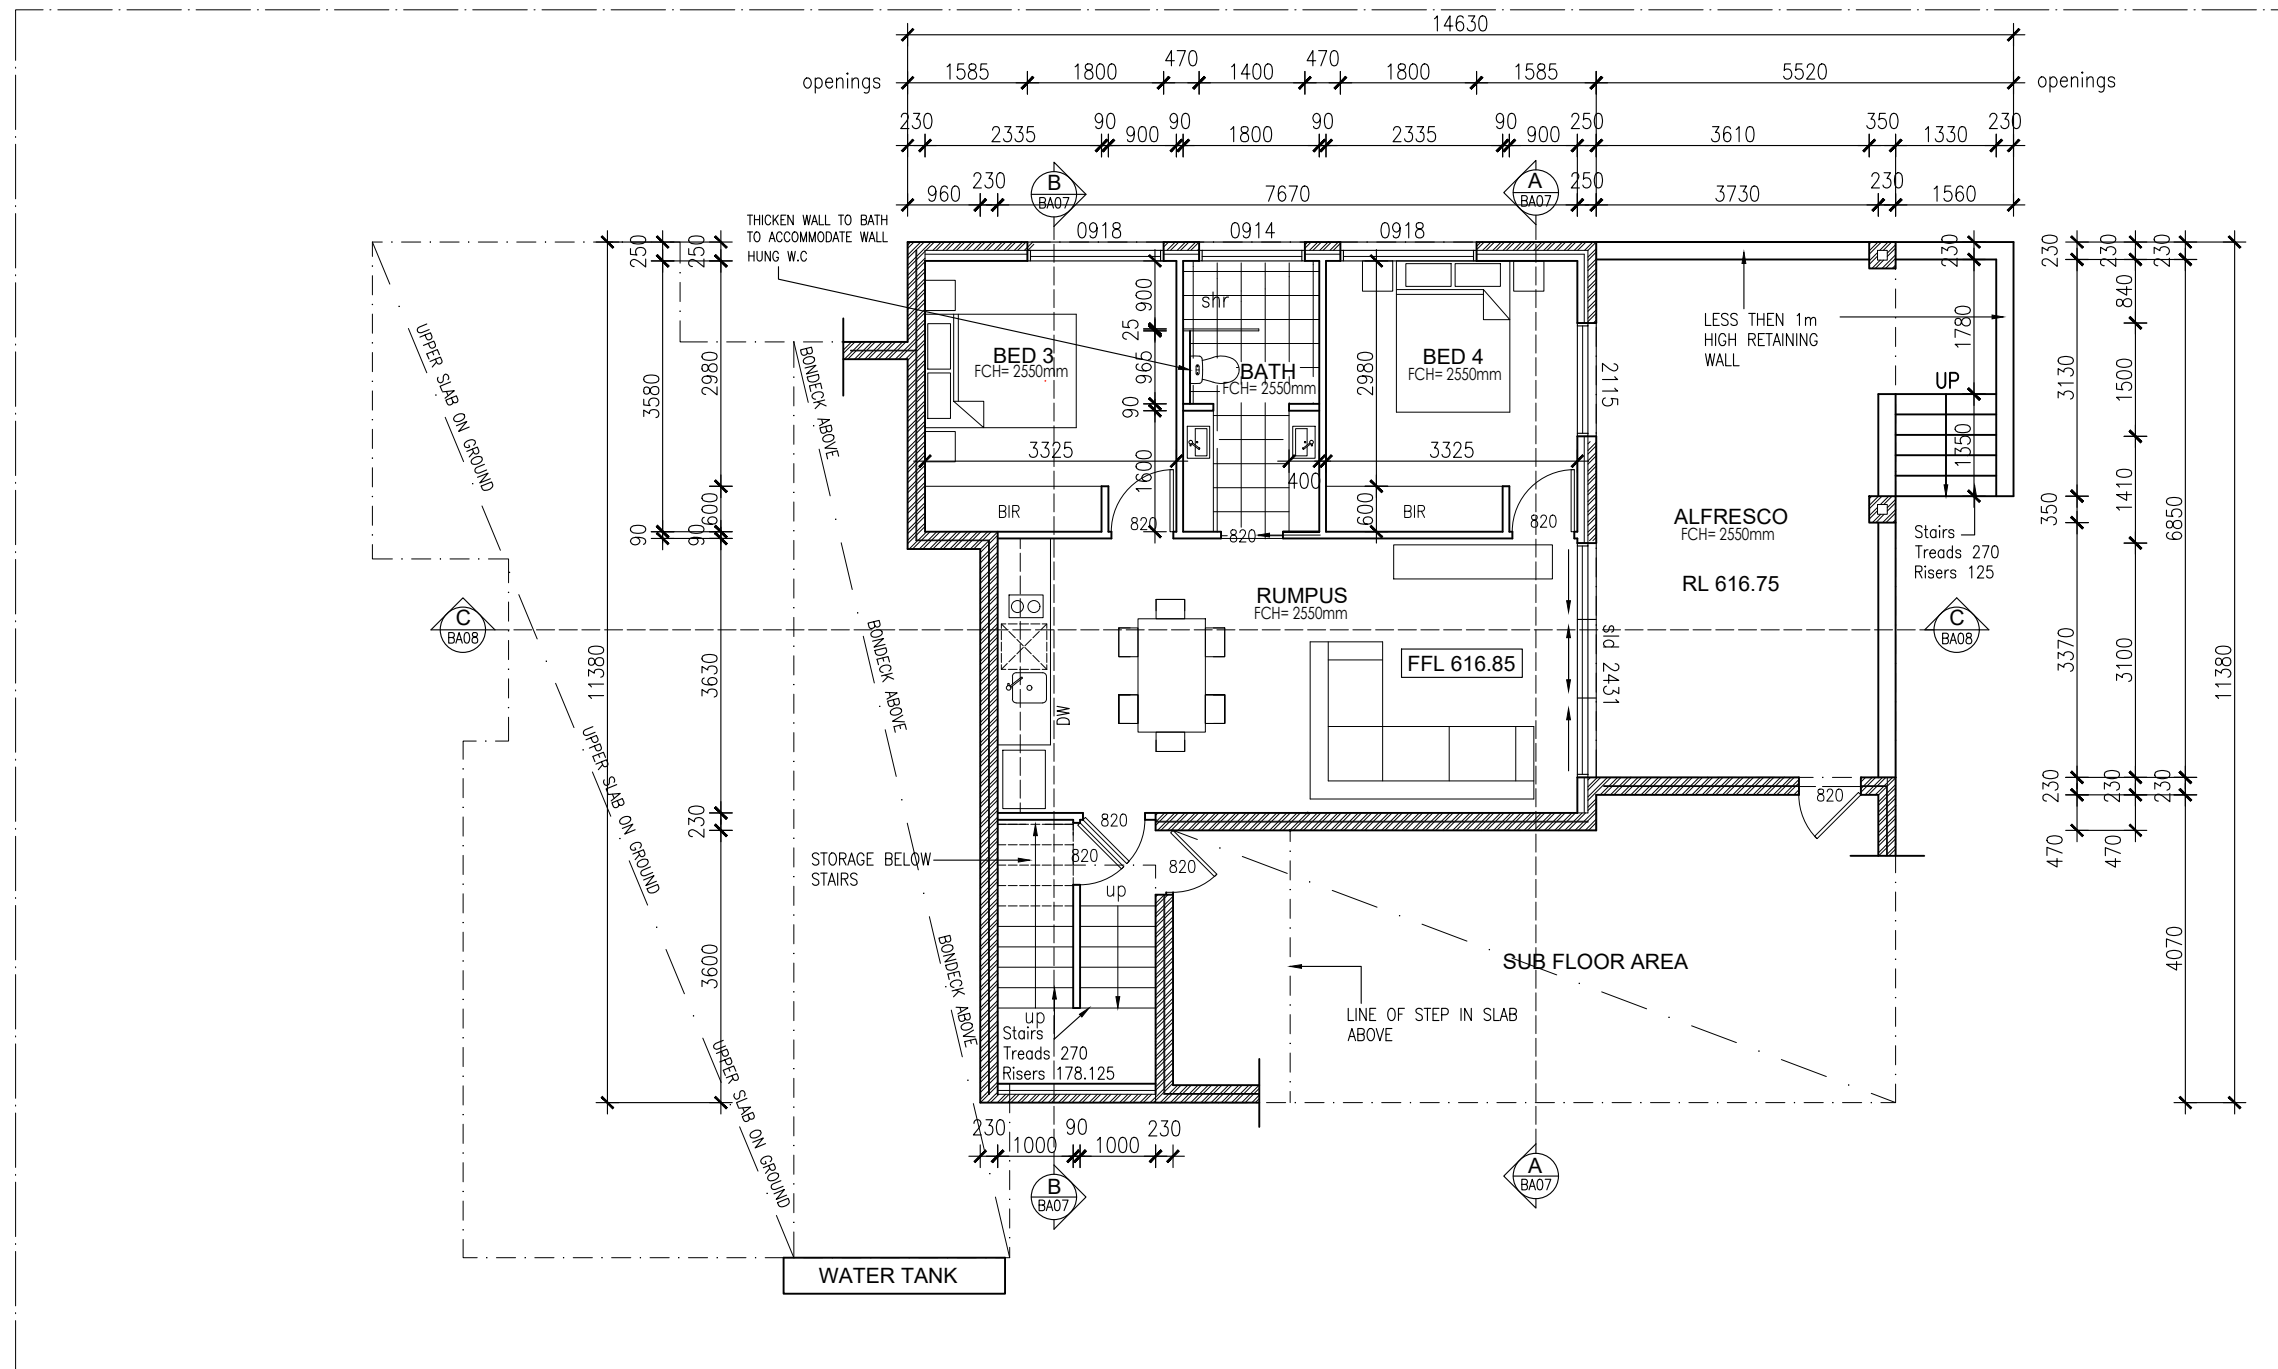 14630
openings 1585 1800 470 1400 470 1800 1585 5520 openings
230 2335 90 900 90 1800 90 2335 90 900 250 3610 350 1330 230
960 230 7670 250 3730 230 1560
B
BA07
A
BA07
THICKEN WALL TO BATH
TO ACCOMMODATE WALL
HUNG W.C
0918 0914 0918
250 250
3580 2980
90 90 600
11380
3630
230
3600
UPPER SLAB ON GROUND
UPPER SLAB ON GROUND
UPPER SLAB ON GROUND
BONDECK ABOVE
BONDECK ABOVE
BONDECK ABOVE
BED 3
FCH= 2550mm
3325
BIR
820
900
25
965
90
1600
shr
BATH
FCH= 2550mm
400
820
BED 4
FCH= 2550mm
2980
3325
600
BIR
820
2115
LESS THEN 1m
HIGH RETAINING
WALL
230
1780
UP
1350
ALFRESCO
FCH= 2550mm
RL 616.75
Stairs
Treads 270
Risers 125
RUMPUS
FCH= 2550mm
FFL 616.85
sld 2431
DW
C
BA08
C
BA08
230 230 230
840
3130 1500
350 1410 6850
3370 3100
11380
230 230 230
470 470
4070
820
820
820
820
STORAGE BELOW
STAIRS
up
up
Stairs
Treads 270
Risers 178.125
SUB FLOOR AREA
LINE OF STEP IN SLAB
ABOVE
230 1000 90 1000 230
B
BA07
A
BA07
WATER TANK